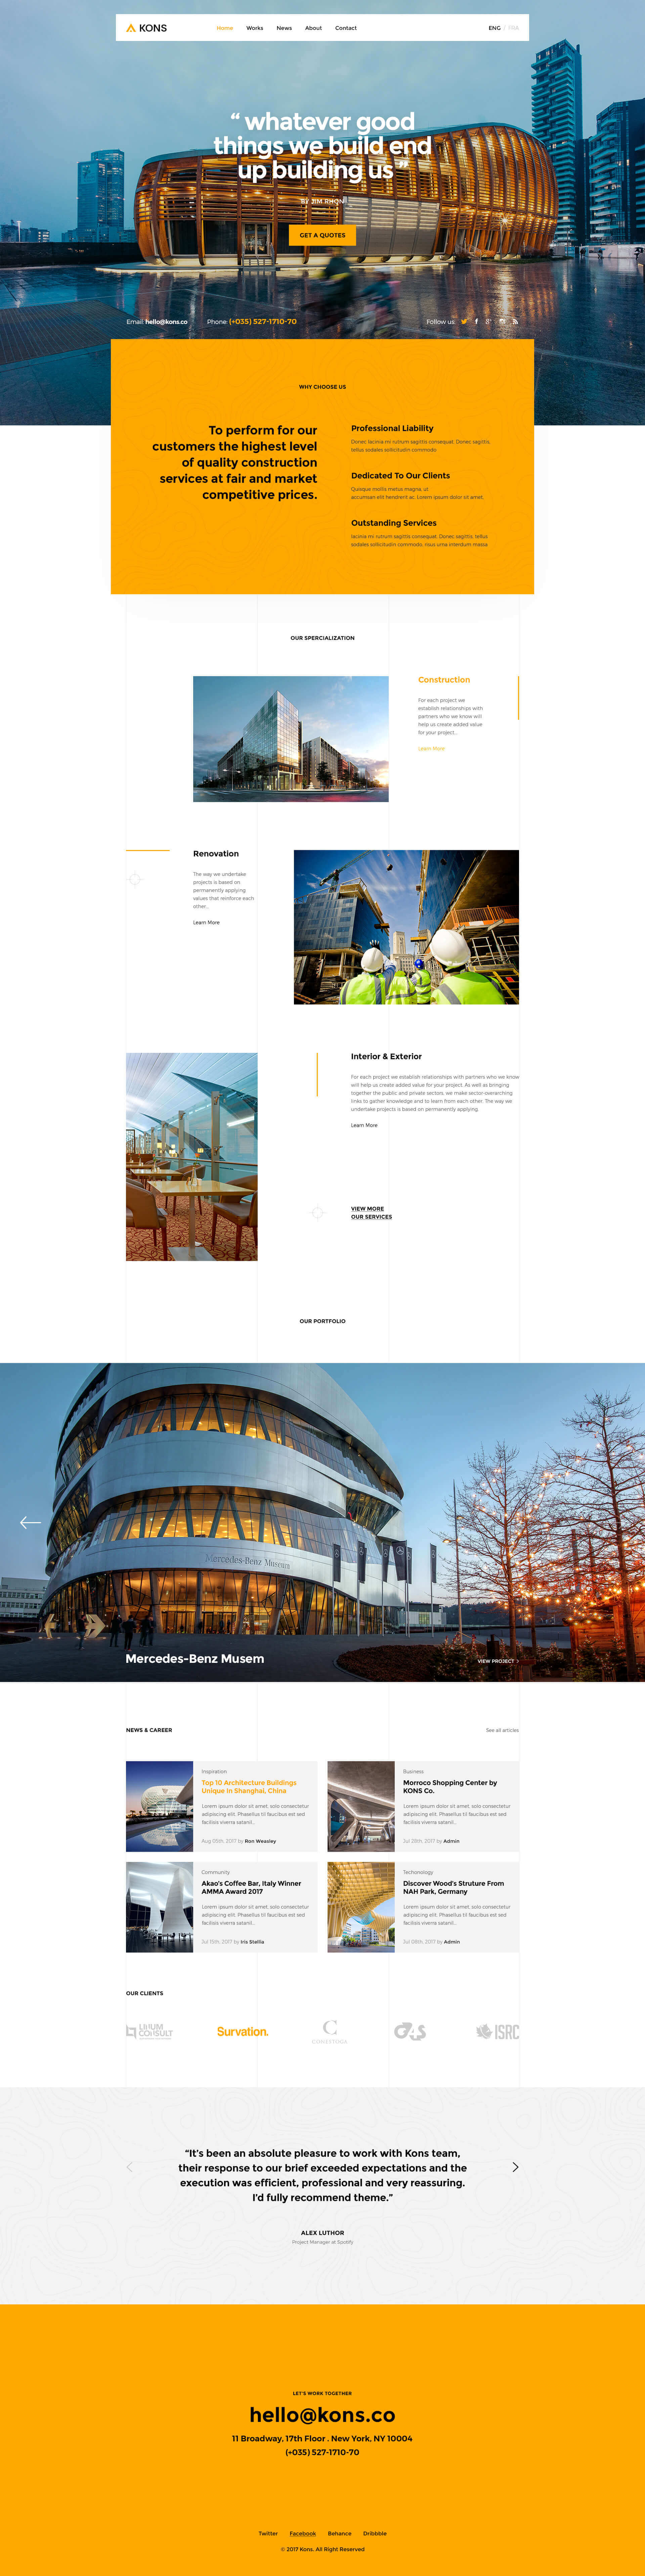 KONS
Home Works News About Contact
ENG | FRA
“ whatever good
things we build end
up building us ”
BY JIM RHON
GET A QUOTES
Email: hello@kons.co
Phone: (+035) 527-1710-70
Follow us:
WHY CHOOSE US
To perform for our
customers the highest level
of quality construction
services at fair and market
competitive prices.
Professional Liability
Donec lacinia mi rutrum sagittis consequat. Donec sagittis,
tellus sodales sollicitudin commodo
Dedicated To Our Clients
Quisque mollis metus magna, ut
accumsan elit hendrerit ac. Lorem ipsum dolor sit amet,
Outstanding Services
lacinia mi rutrum sagittis consequat. Donec sagittis, tellus
sodales sollicitudin commodo, risus urna interdum massa
OUR SPERCIALIZATION
Construction
For each project we
establish relationships with
partners who we know will
help us create added value
for your project...
Learn More
Renovation
The way we undertake
projects is based on
permanently applying
values that reinforce each
other...
Learn More
Interior & Exterior
For each project we establish relationships with partners who we know
will help us create added value for your project. As well as bringing
together the public and private sectors, we make sector-overarching
links to gather knowledge and to learn from each other. The way we
undertake projects is based on permanently applying.
Learn More
VIEW MORE
OUR SERVICES
OUR PORTFOLIO
Mercedes-Benz Museum
Mercedes-Benz Musem
VIEW PROJECT >
NEWS & CAREER
See all articles
Inspiration
Top 10 Architecture Buildings
Unique in Shanghai, China
Lorem ipsum dolor sit amet, solo consectetur
adipiscing elit. Phasellus til faucibus est sed
facilisis viverra satanil...
Aug 05th, 2017 by Ron Weasley
Business
Morroco Shopping Center by
KONS Co.
Lorem ipsum dolor sit amet, solo consectetur
adipiscing elit. Phasellus til faucibus est sed
facilisis viverra satanil...
Jul 28th, 2017 by Admin
Community
Akao's Coffee Bar, Italy Winner
AMMA Award 2017
Lorem ipsum dolor sit amet, solo consectetur
adipiscing elit. Phasellus til faucibus est sed
facilisis viverra satanil...
Jul 15th, 2017 by Iris Stellia
Techonology
Discover Wood's Struture From
NAH Park, Germany
Lorem ipsum dolor sit amet, solo consectetur
adipiscing elit. Phasellus til faucibus est sed
facilisis viverra satanil...
Jul 08th, 2017 by Admin
OUR CLIENTS
CONSULT
Survation.
C
G4S
ISRC
“It's been an absolute pleasure to work with Kons team,
their response to our brief exceeded expectations and the
execution was efficient, professional and very reassuring.
I'd fully recommend theme.”
ALEX LUTHOR
Project Manager at Spotify
LET'S WORK TOGETHER
hello@kons.co
11 Broadway, 17th Floor . New York, NY 10004
(+035) 527-1710-70
Twitter Facebook Behance Dribbble
© 2017 Kons. All Right Reserved